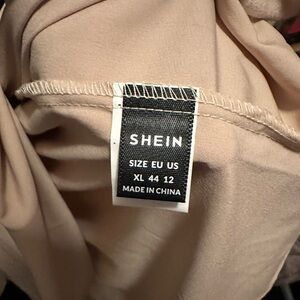 SHEIN
SIZE EU US
XL 44 12
MADE IN CHINA